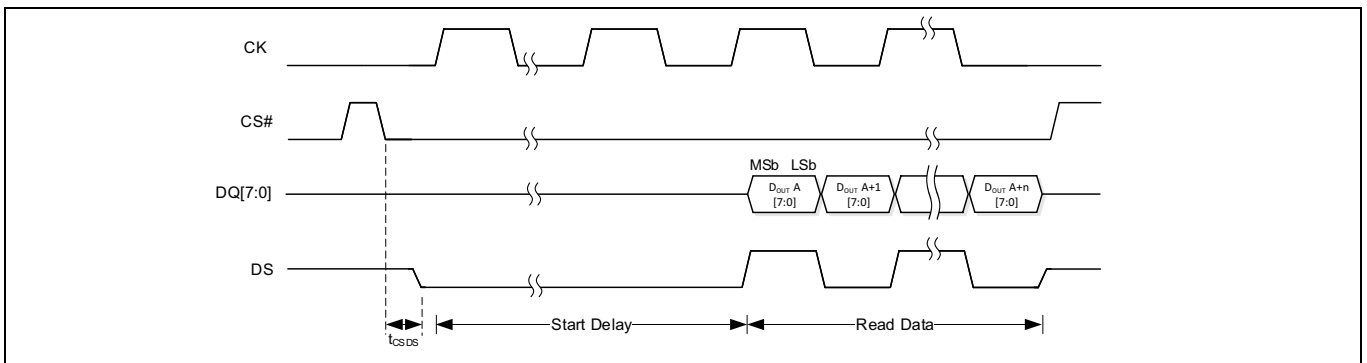 CK
CS#
MSb LSb
DQ[7:0]
DOUT A
[7:0]
DOUT A+1
[7:0]
DOUT A+n
[7:0]
DS
Start Delay
Read Data
tCSDS